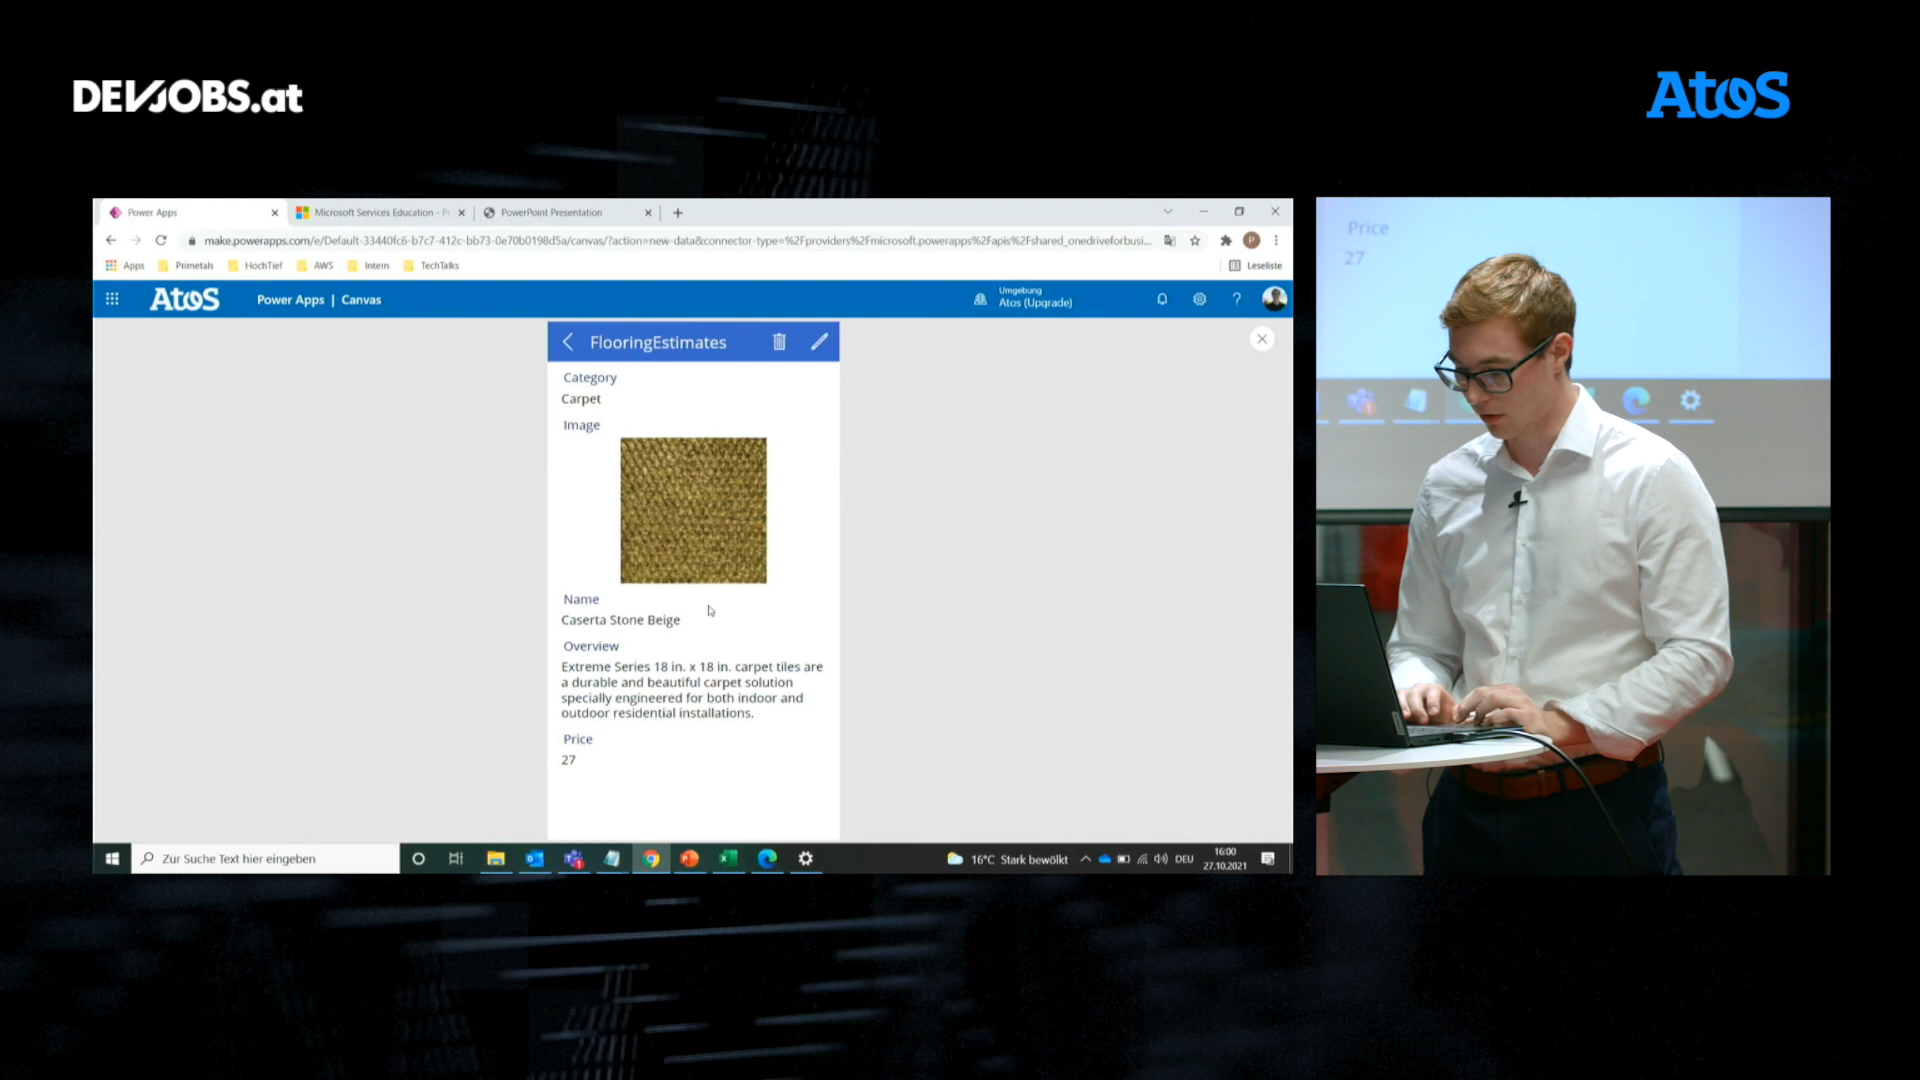 DEVJOBS.at
Atos
Power Apps
Microsoft Services Education - P
PowerPoint Presentation
make.powerapps.com/e/Default-33440fc6-b7c7-412c-bb73-0e70b0198d5a/canvas/?action=new-data&connector-type=%2Fproviders%2Fmicrosoft.powerapps%2Fapis%2Fshared_onedriveforbusi...
P
Apps
Primetals
HochTief
AWS
Intern
TechTalks
Leseliste
Atos
Power Apps | Canvas
Umgebung
Atos (Upgrade)
?
FlooringEstimates
Category
Carpet
Image
Name
Caserta Stone Beige
Overview
Extreme Series 18 in. x 18 in. carpet tiles are
a durable and beautiful carpet solution
specially engineered for both indoor and
outdoor residential installations.
Price
27
Zur Suche Text hier eingeben
16°C Stark bewölkt
DEU
16:00
27.10.2021
Price
27